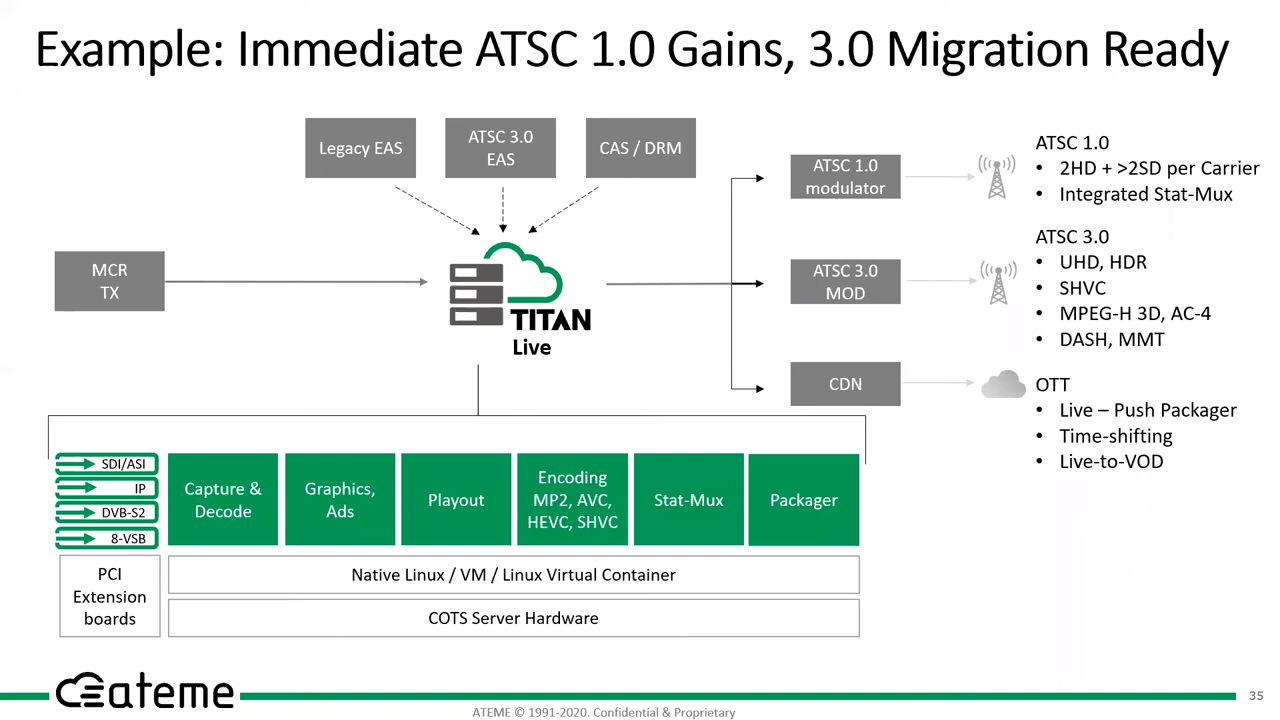 Example: Immediate ATSC 1.0 Gains, 3.0 Migration Ready
Legacy EAS
ATSC 3.0
EAS
CAS / DRM
MCR
TX
TITAN
Live
ATSC 1.0
modulator
ATSC 3.0
MOD
CDN
ATSC 1.0
• 2HD + >2SD per Carrier
• Integrated Stat-Mux
ATSC 3.0
• UHD, HDR
• SHVC
• MPEG-H 3D, AC-4
• DASH, MMT
OTT
• Live – Push Packager
• Time-shifting
• Live-to-VOD
SDI/ASI
IP
DVB-S2
8-VSB
Capture &
Decode
Graphics,
Ads
Playout
Encoding
MP2, AVC,
HEVC, SHVC
Stat-Mux
Packager
PCI
Extension
boards
Native Linux / VM / Linux Virtual Container
COTS Server Hardware
ateme
ATEME © 1991-2020. Confidential & Proprietary
35